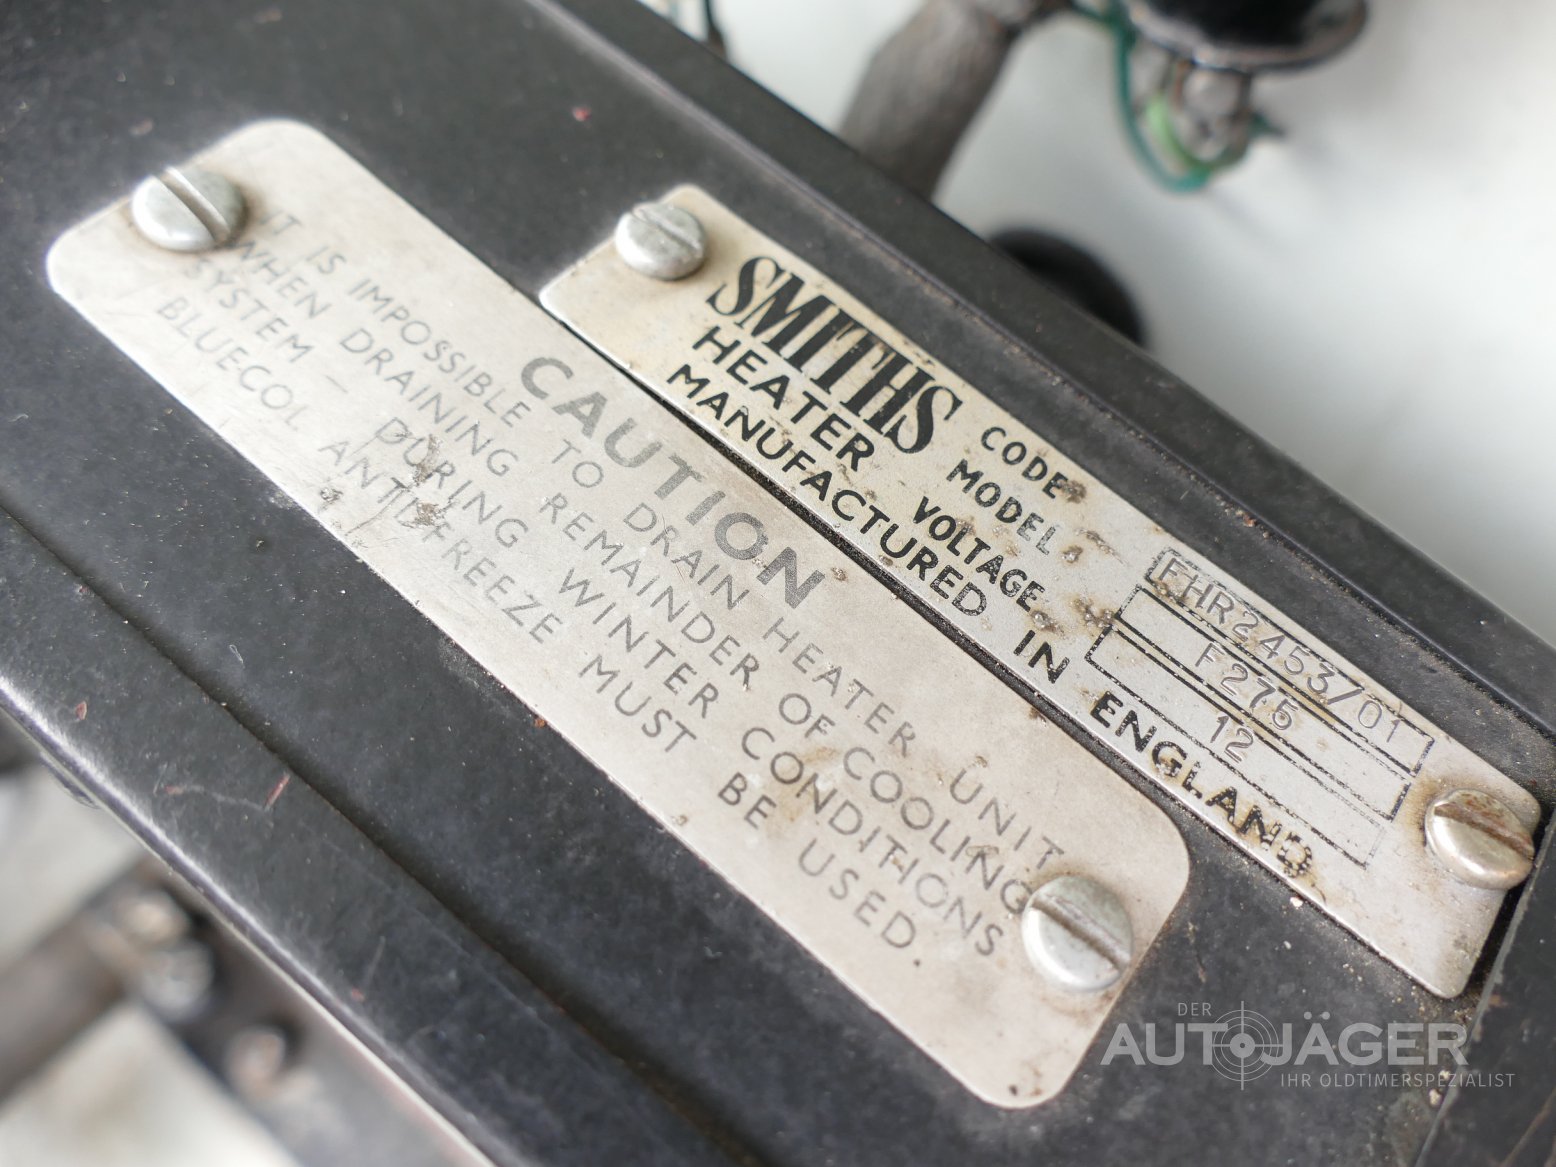 CAUTION
IT IS IMPOSSIBLE TO DRAIN HEATER UNIT
WHEN DRAINING REMAINDER OF COOLING
SYSTEM — DURING WINTER CONDITIONS
BLUECOL ANTI-FREEZE MUST BE USED.
SMITHS CODE FHR2453/01
HEATER MODEL F275
VOLTAGE 12
MANUFACTURED IN ENGLAND
DER
AUTOJÄGER
IHR OLDTIMERSPEZIALIST